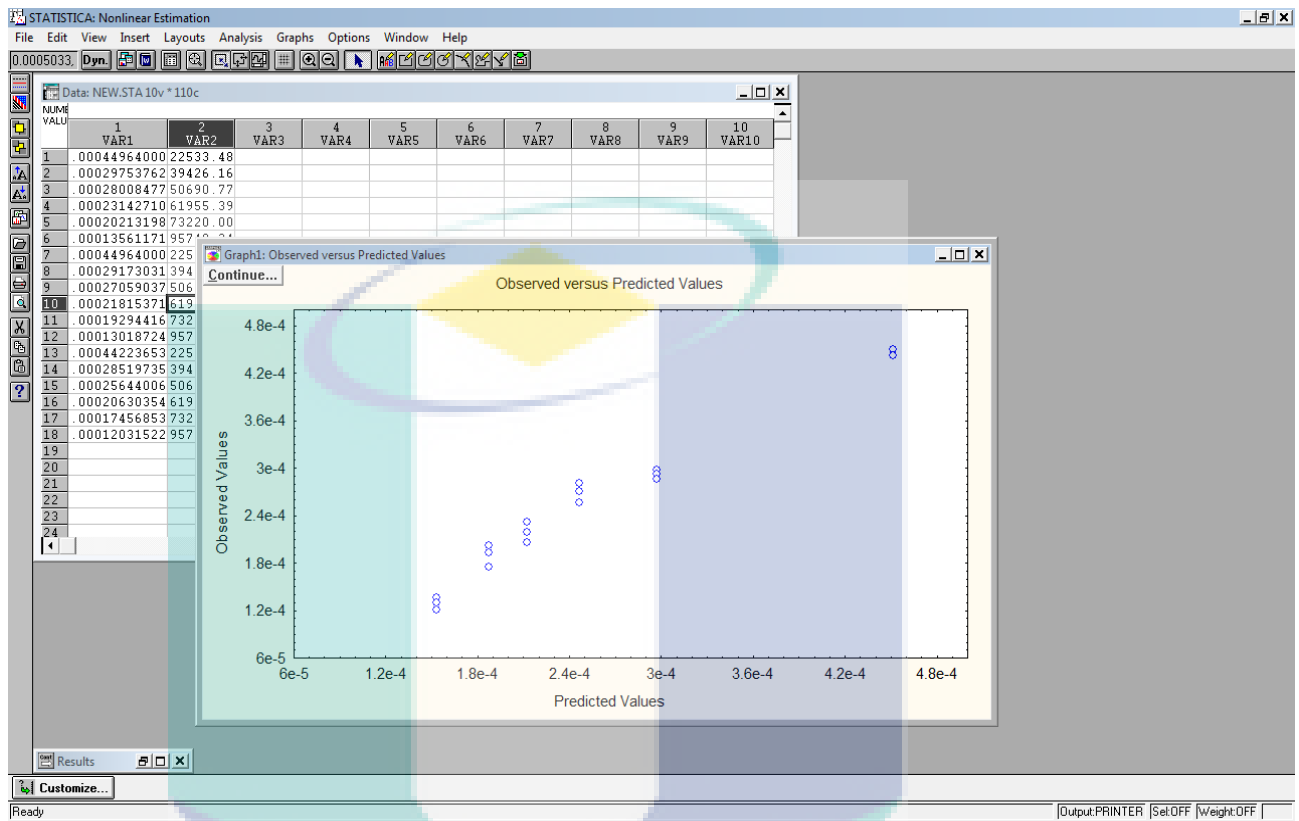 STATISTICA: Nonlinear Estimation
File Edit View Insert Layouts Analysis Graphs Options Window Help
0.0005033, Dyn.
Data: NEW.STA 10v * 110c
NUME
VALU
1 2 3 4 5 6 7 8 9 10
VAR1 VAR2 VAR3 VAR4 VAR5 VAR6 VAR7 VAR8 VAR9 VAR10
1 .00044964000 22533.48
2 .00029753762 39426.16
3 .00028008477 50690.77
4 .00023142710 61955.39
5 .00020213198 73220.00
6 .00013561171
7 .00044964000 225
8 .00029173031 394
9 .00027059037 506
10 .00021815371 619
11 .00019294416 732
12 .00013018724 957
13 .00044223653 225
14 .00028519735 394
15 .00025644006 506
16 .00020630354 619
17 .00017456853 732
18 .00012031522 957
19
20
21
22
23
24
Graph1: Observed versus Predicted Values
Continue...
Observed versus Predicted Values
Observed Values
4.8e-4
4.2e-4
3.6e-4
3e-4
2.4e-4
1.8e-4
1.2e-4
6e-5
6e-5 1.2e-4 1.8e-4 2.4e-4 3e-4 3.6e-4 4.2e-4 4.8e-4
Predicted Values
Results
Customize...
Ready Output:PRINTER Sel:OFF Weight:OFF